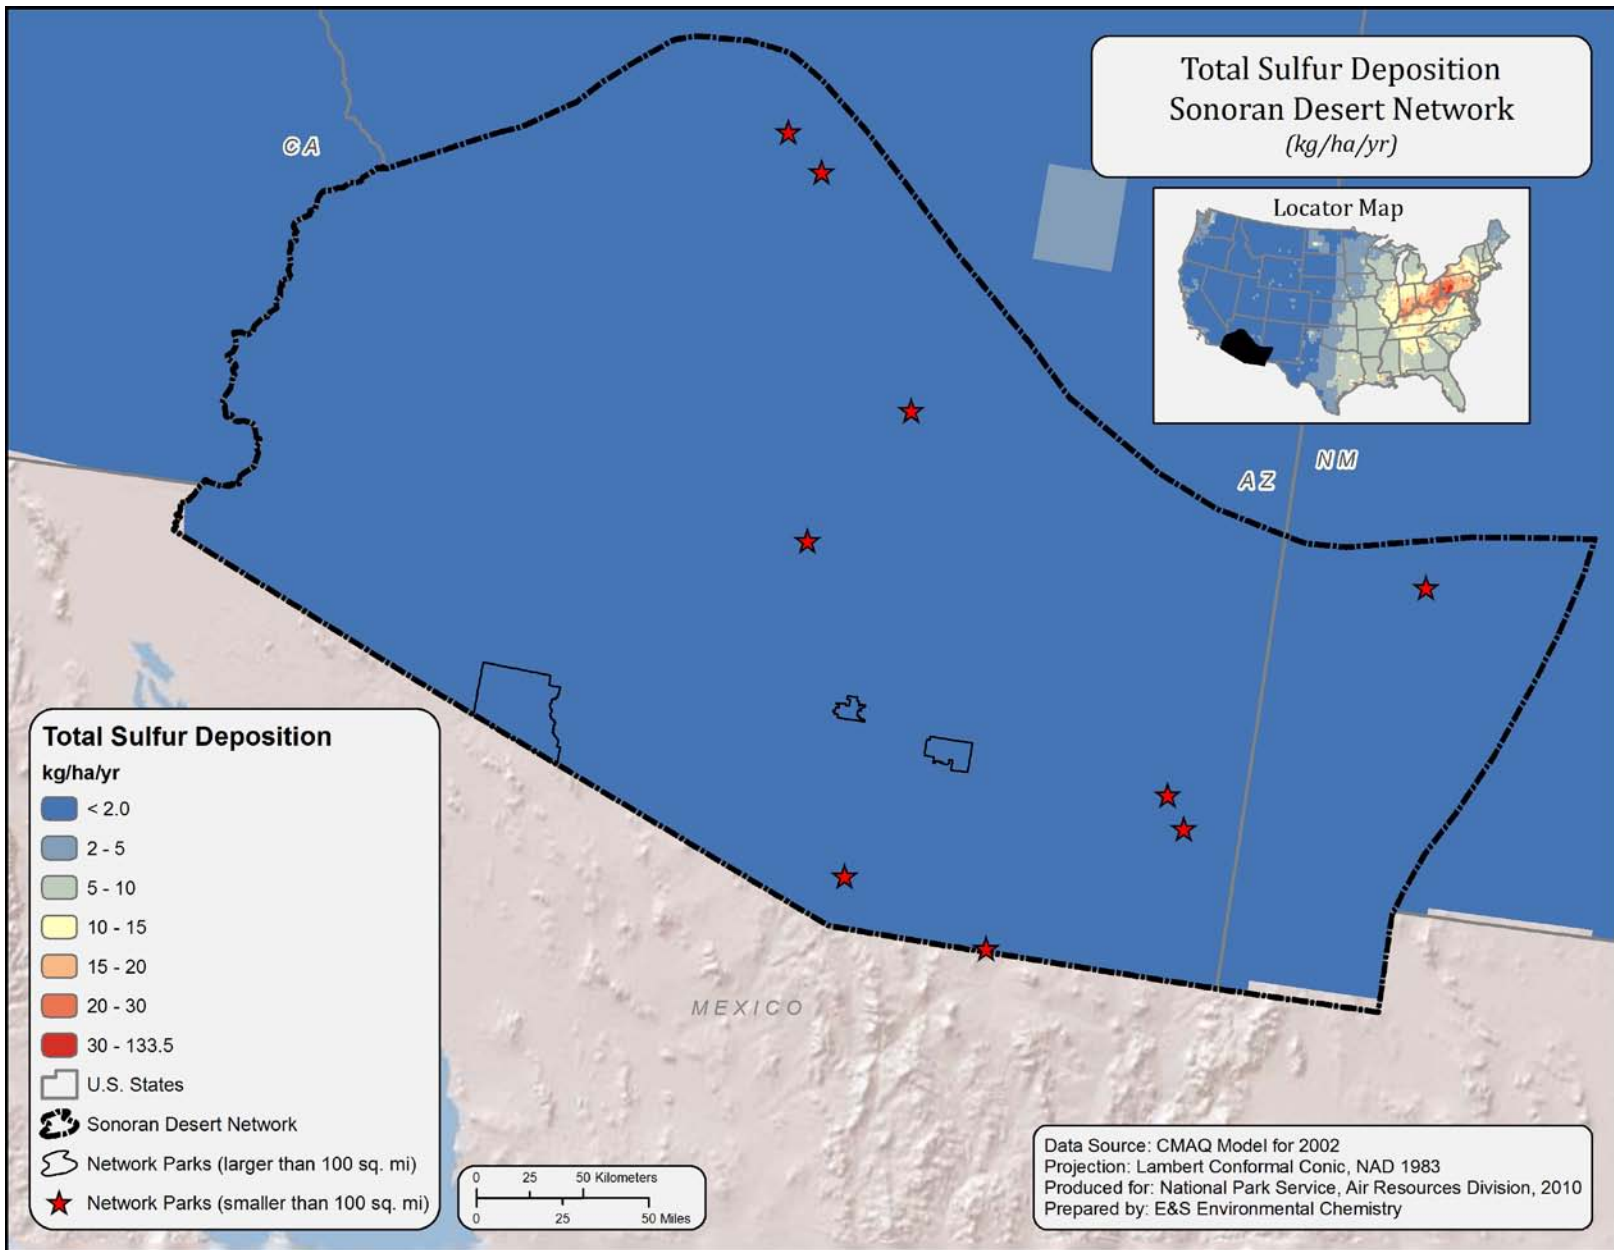 Total Sulfur Deposition
Sonoran Desert Network
(kg/ha/yr)
CA
Locator Map
NM
AZ
MEXICO
Total Sulfur Deposition
kg/ha/yr
< 2.0
2 - 5
5 - 10
10 - 15
15 - 20
20 - 30
30 - 133.5
U.S. States
Sonoran Desert Network
Network Parks (larger than 100 sq. mi)
Network Parks (smaller than 100 sq. mi)
0 25 50 Kilometers
0 25 50 Miles
Data Source: CMAQ Model for 2002
Projection: Lambert Conformal Conic, NAD 1983
Produced for: National Park Service, Air Resources Division, 2010
Prepared by: E&S Environmental Chemistry